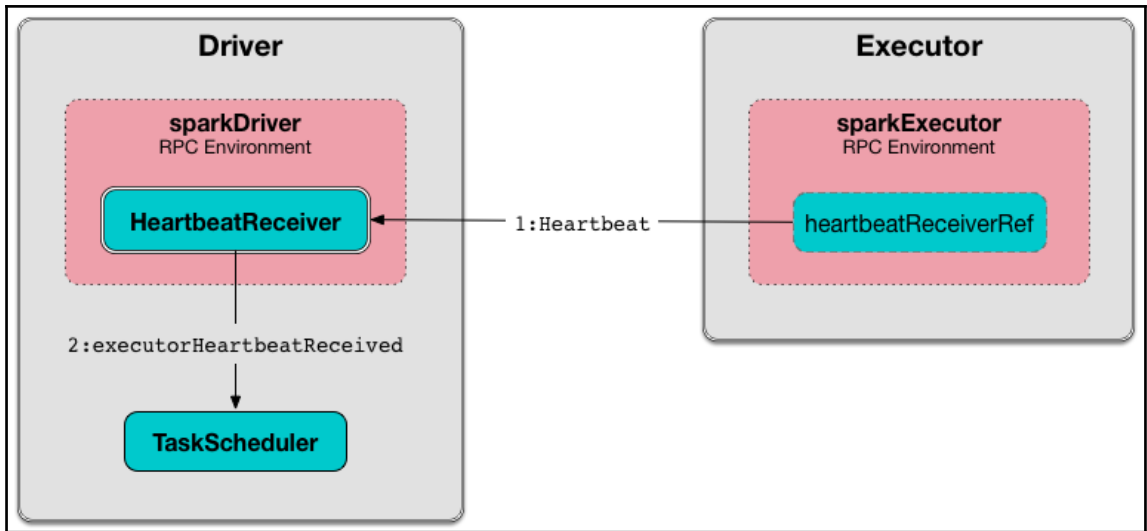 Driver
sparkDriver
RPC Environment
HeartbeatReceiver
2:executorHeartbeatReceived
TaskScheduler
1:Heartbeat
Executor
sparkExecutor
RPC Environment
heartbeatReceiverRef